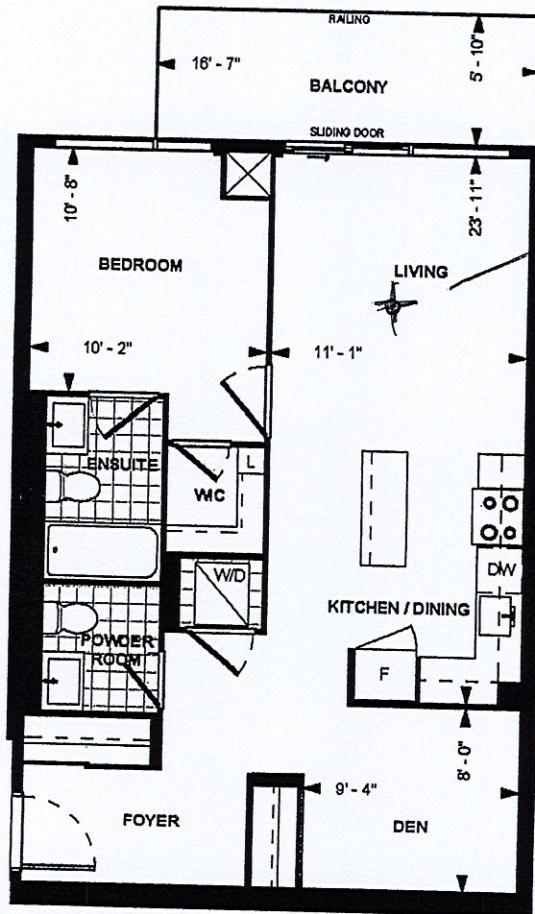 RAILING
16' - 7"
5' - 10"
BALCONY
SLIDING DOOR
10' - 8"
23' - 11"
BEDROOM
LIVING
10' - 2"
11' - 1"
ENSUITE
L
WIC
W/D
DW
KITCHEN / DINING
POWDER
ROOM
F
8' - 0"
9' - 4"
FOYER
DEN